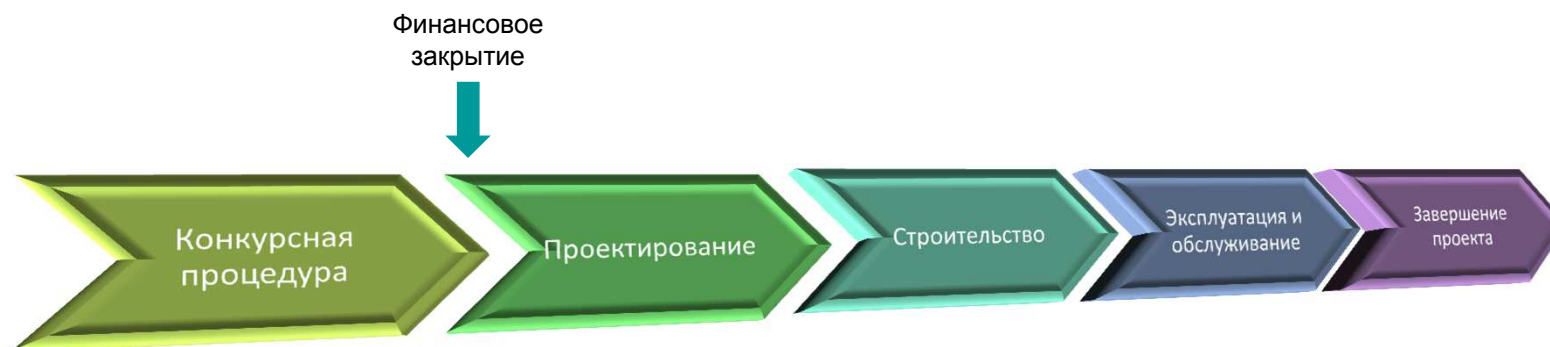 Финансовое
закрытие
Конкурсная
процедура
Проектирование
Строительство
Эксплуатация и
обслуживание
Завершение
проекта